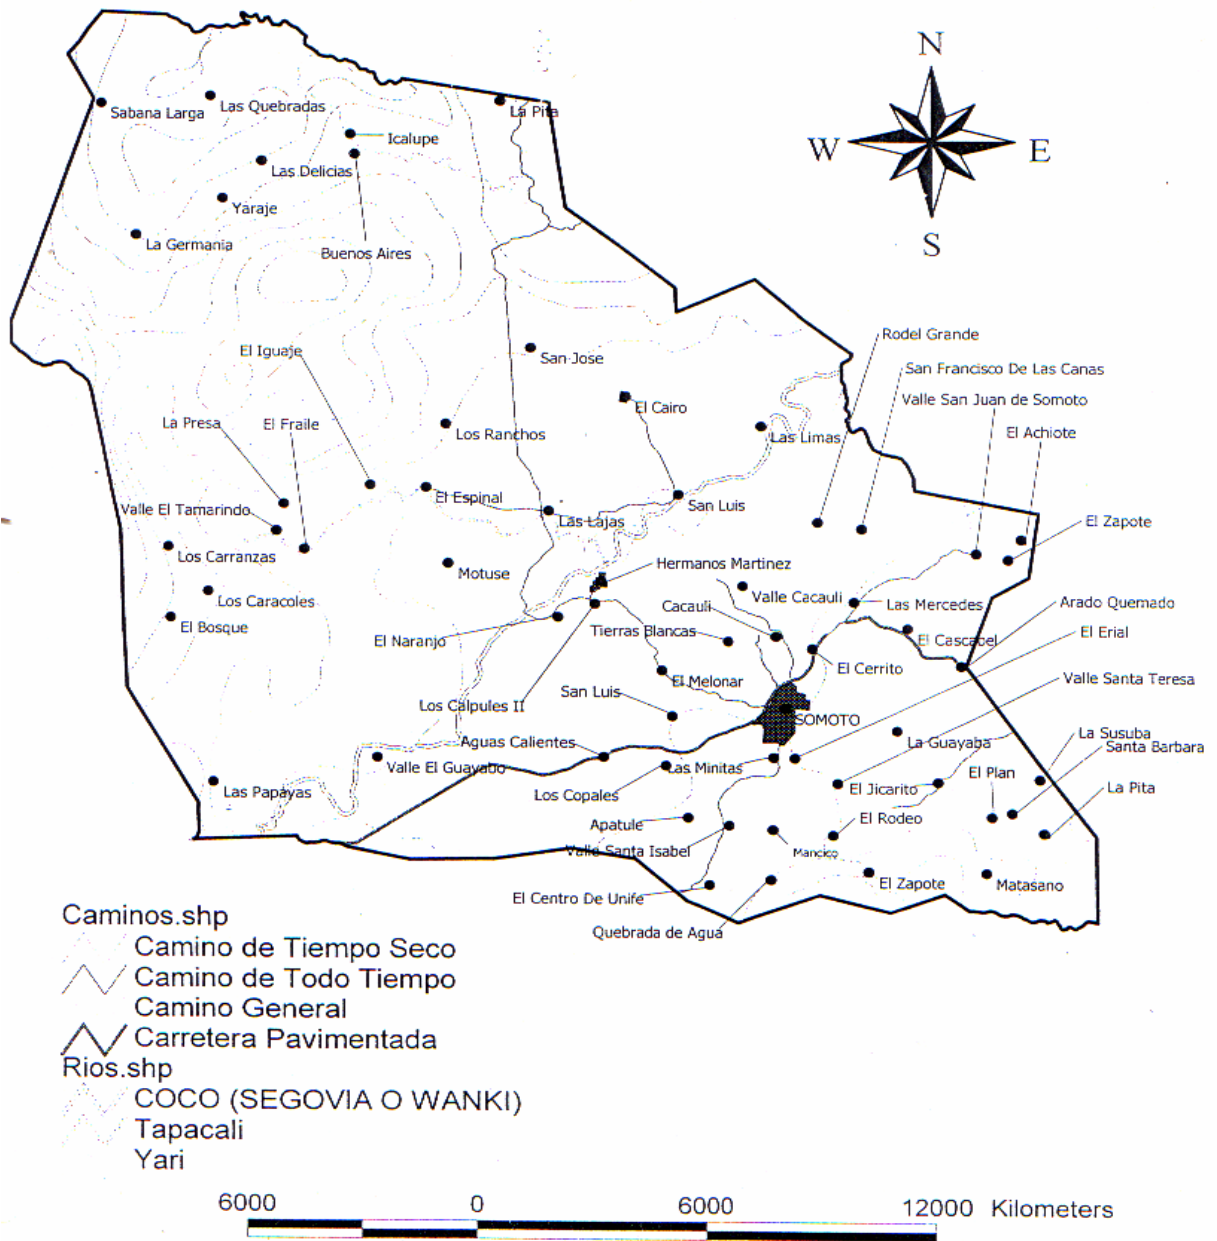 N
W
E
S
Sabana Larga
Las Quebradas
La Pita
Icalupe
Las Delicias
Yaraje
La Germania
Buenos Aires
Rodel Grande
El Iguaje
San Jose
San Francisco De Las Canas
Valle San Juan de Somoto
El Cairo
La Presa
El Fraile
Los Ranchos
Las Limas
El Achiote
El Espinal
San Luis
Valle El Tamarindo
Las Lajas
El Zapote
Los Carranzas
Motuse
Hermanos Martinez
Los Caracoles
Valle Cacauli
Las Mercedes
Arado Quemado
El Bosque
Cacauli
Tierras Blancas
El Naranjo
El Cascabel
El Erial
El Cerrito
El Melonar
Valle Santa Teresa
San Luis
Los Calpules II
SOMOTO
La Susuba
Aguas Calientes
La Guayaba
Santa Barbara
Valle El Guayabo
Las Minitas
El Plan
Las Papayas
Los Copales
El Jicarito
La Pita
Apatule
El Rodeo
Valle Santa Isabel
Mancico
El Zapote
Matasano
El Centro De Unife
Quebrada de Agua
Caminos.shp
Camino de Tiempo Seco
Camino de Todo Tiempo
Camino General
Carretera Pavimentada
Rios.shp
COCO (SEGOVIA O WANKI)
Tapacali
Yari
6000 0 6000 12000 Kilometers